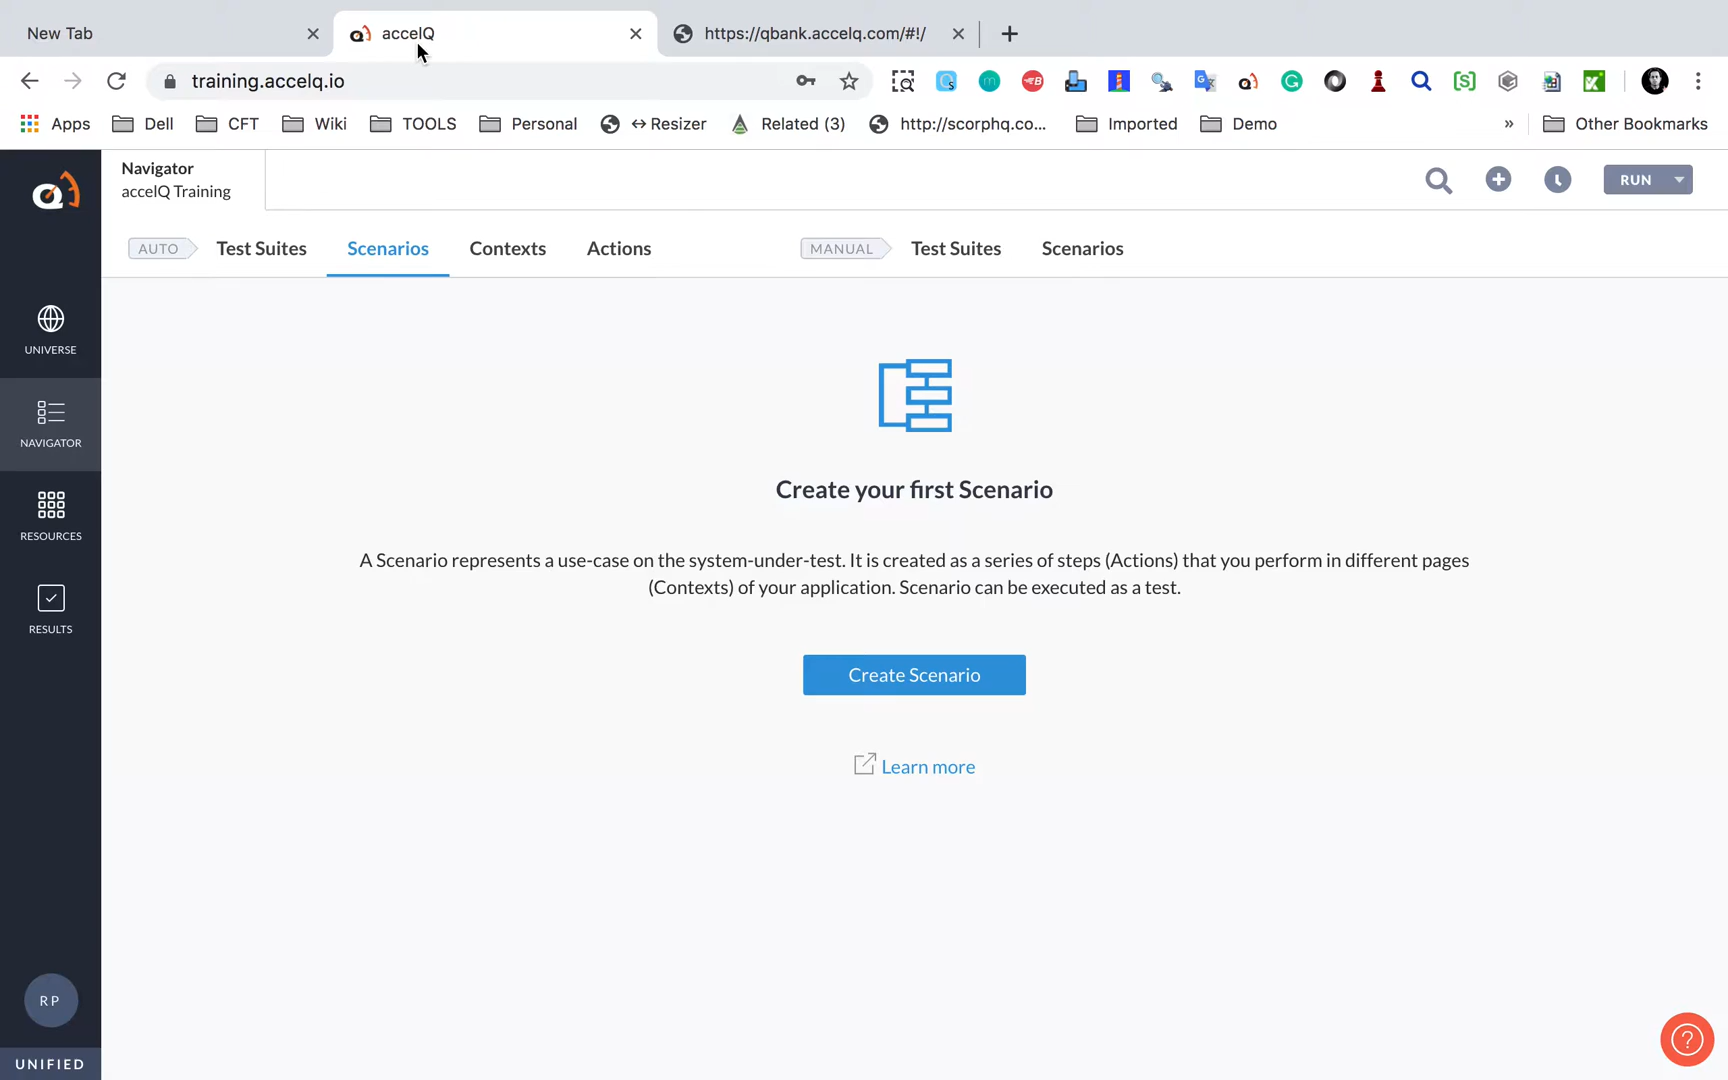 New Tab
accelQ
https://qbank.accelq.com/#!/
training.accelq.io
Apps
Dell
CFT
Wiki
TOOLS
Personal
↔ Resizer
Related (3)
http://scorphq.co...
Imported
Demo
»
Other Bookmarks
Navigator
accelQ Training
RUN
AUTO
Test Suites
Scenarios
Contexts
Actions
MANUAL
Test Suites
Scenarios
UNIVERSE
NAVIGATOR
RESOURCES
RESULTS
Create your first Scenario
A Scenario represents a use-case on the system-under-test. It is created as a series of steps (Actions) that you perform in different pages
(Contexts) of your application. Scenario can be executed as a test.
Create Scenario
Learn more
RP
UNIFIED
?